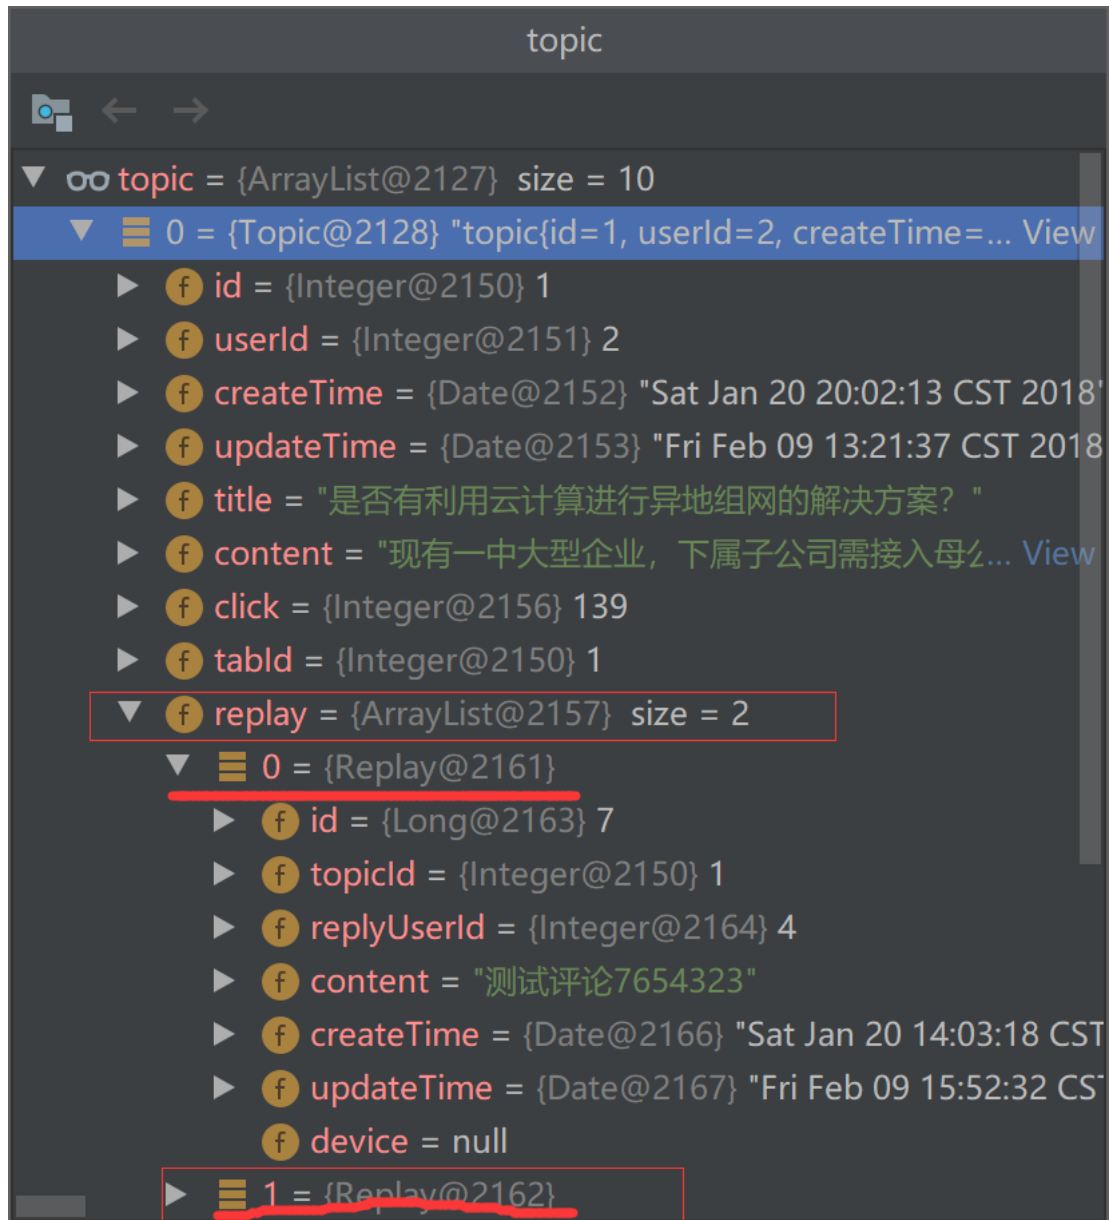 topic
topic = {ArrayList@2127} size = 10
0 = {Topic@2128} "topic{id=1, userId=2, createTime=... View
f id = {Integer@2150} 1
f userId = {Integer@2151} 2
f createTime = {Date@2152} "Sat Jan 20 20:02:13 CST 2018"
f updateTime = {Date@2153} "Fri Feb 09 13:21:37 CST 2018
f title = "是否有利用云计算进行异地组网的解决方案？"
f content = "现有一中大型企业，下属子公司需接入母... View
f click = {Integer@2156} 139
f tabId = {Integer@2150} 1
f replay = {ArrayList@2157} size = 2
0 = {Replay@2161}
f id = {Long@2163} 7
f topicId = {Integer@2150} 1
f replyUserId = {Integer@2164} 4
f content = "测试评论7654323"
f createTime = {Date@2166} "Sat Jan 20 14:03:18 CST
f updateTime = {Date@2167} "Fri Feb 09 15:52:32 CS
f device = null
1 = {Replay@2162}